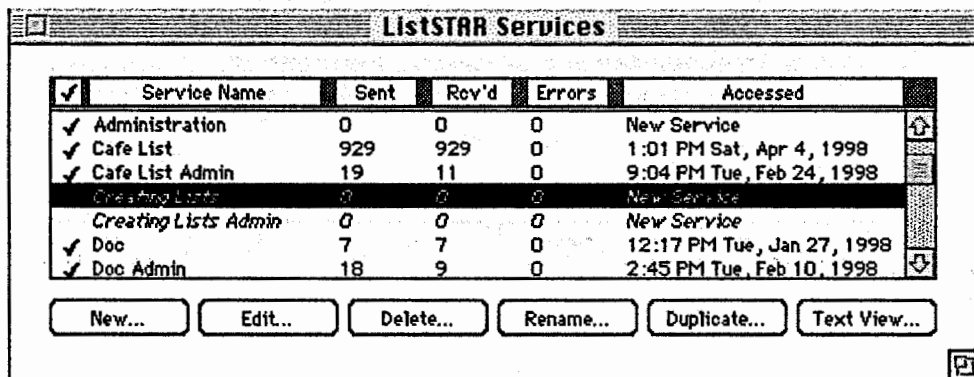 ListSTAR Services
✓ Service Name Sent Rcv'd Errors Accessed
✓ Administration 0 0 0 New Service
✓ Cafe List 929 929 0 1:01 PM Sat, Apr 4, 1998
✓ Cafe List Admin 19 11 0 9:04 PM Tue, Feb 24, 1998
Creating Lists 0 0 0 New Service
Creating Lists Admin 0 0 0 New Service
✓ Doc 7 7 0 12:17 PM Tue, Jan 27, 1998
✓ Doc Admin 18 9 0 2:45 PM Tue, Feb 10, 1998
New... Edit... Delete... Rename... Duplicate... Text View...